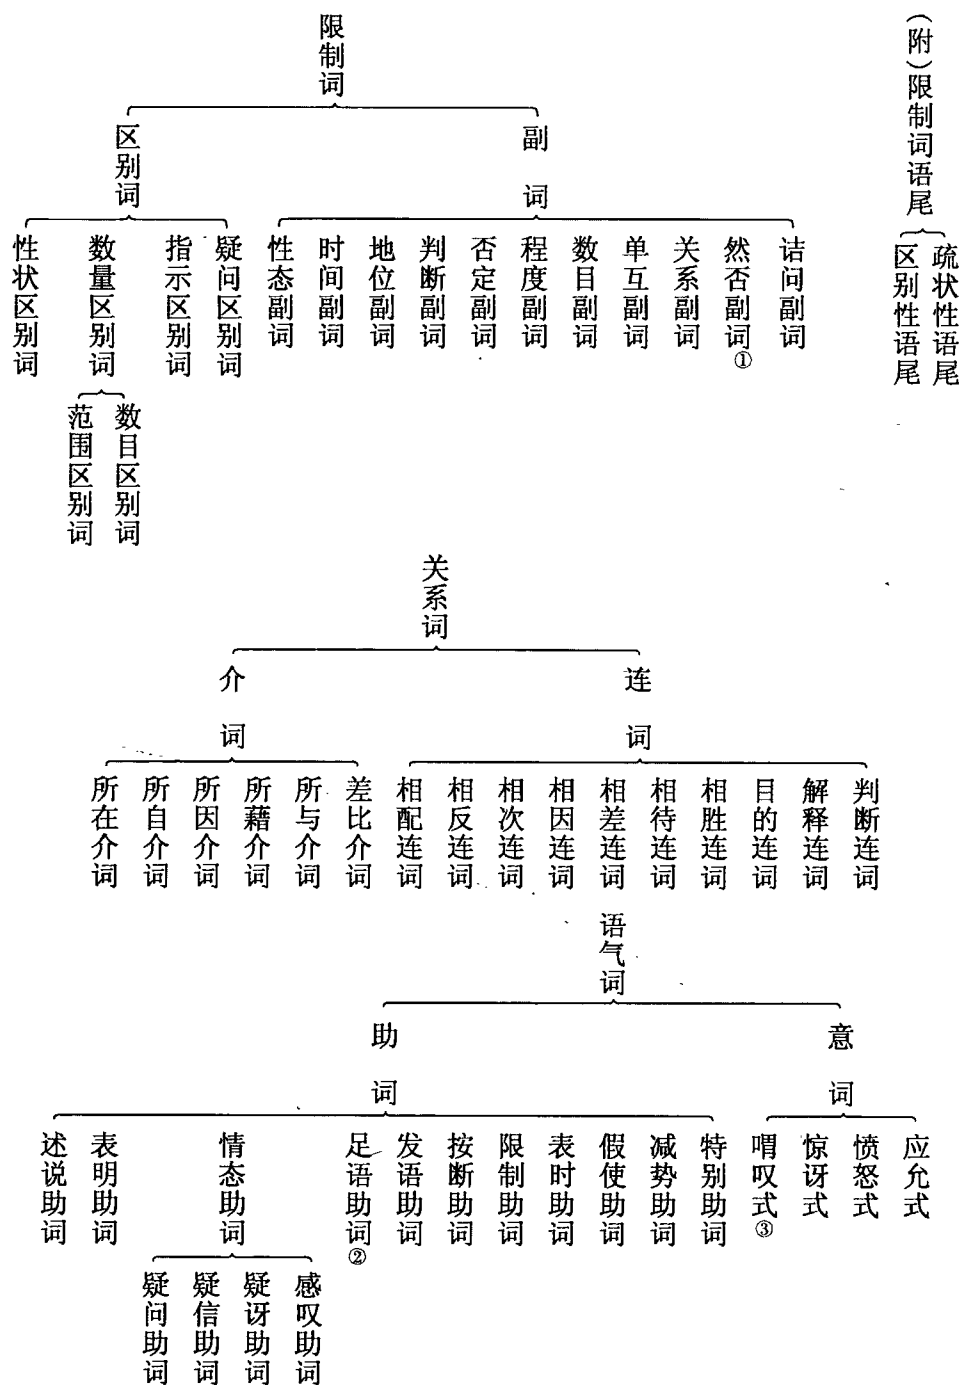 限制词
区别词
副词
性状区别词
数量区别词
指示区别词
疑问区别词
性态副词
时间副词
地位副词
判断副词
否定副词
程度副词
数目副词
单互副词
关系副词
然否副词①
诘问副词
范围区别词
数目区别词
(附)限制词语尾
区别性语尾
疏状性语尾
关系词
介词
连词
所在介词
所自介词
所因介词
所藉介词
所与介词
差比介词
相配连词
相反连词
相次连词
相因连词
相差连词
相待连词
相胜连词
目的连词
解释连词
判断连词
语气词
助词
意词
述说助词
表明助词
情态助词
足语助词②
发语助词
按断助词
限制助词
表时助词
假使助词
减势助词
特别助词
喟叹式③
惊讶式
愤怒式
应允式
疑问助词
疑信助词
疑讶助词
感叹助词